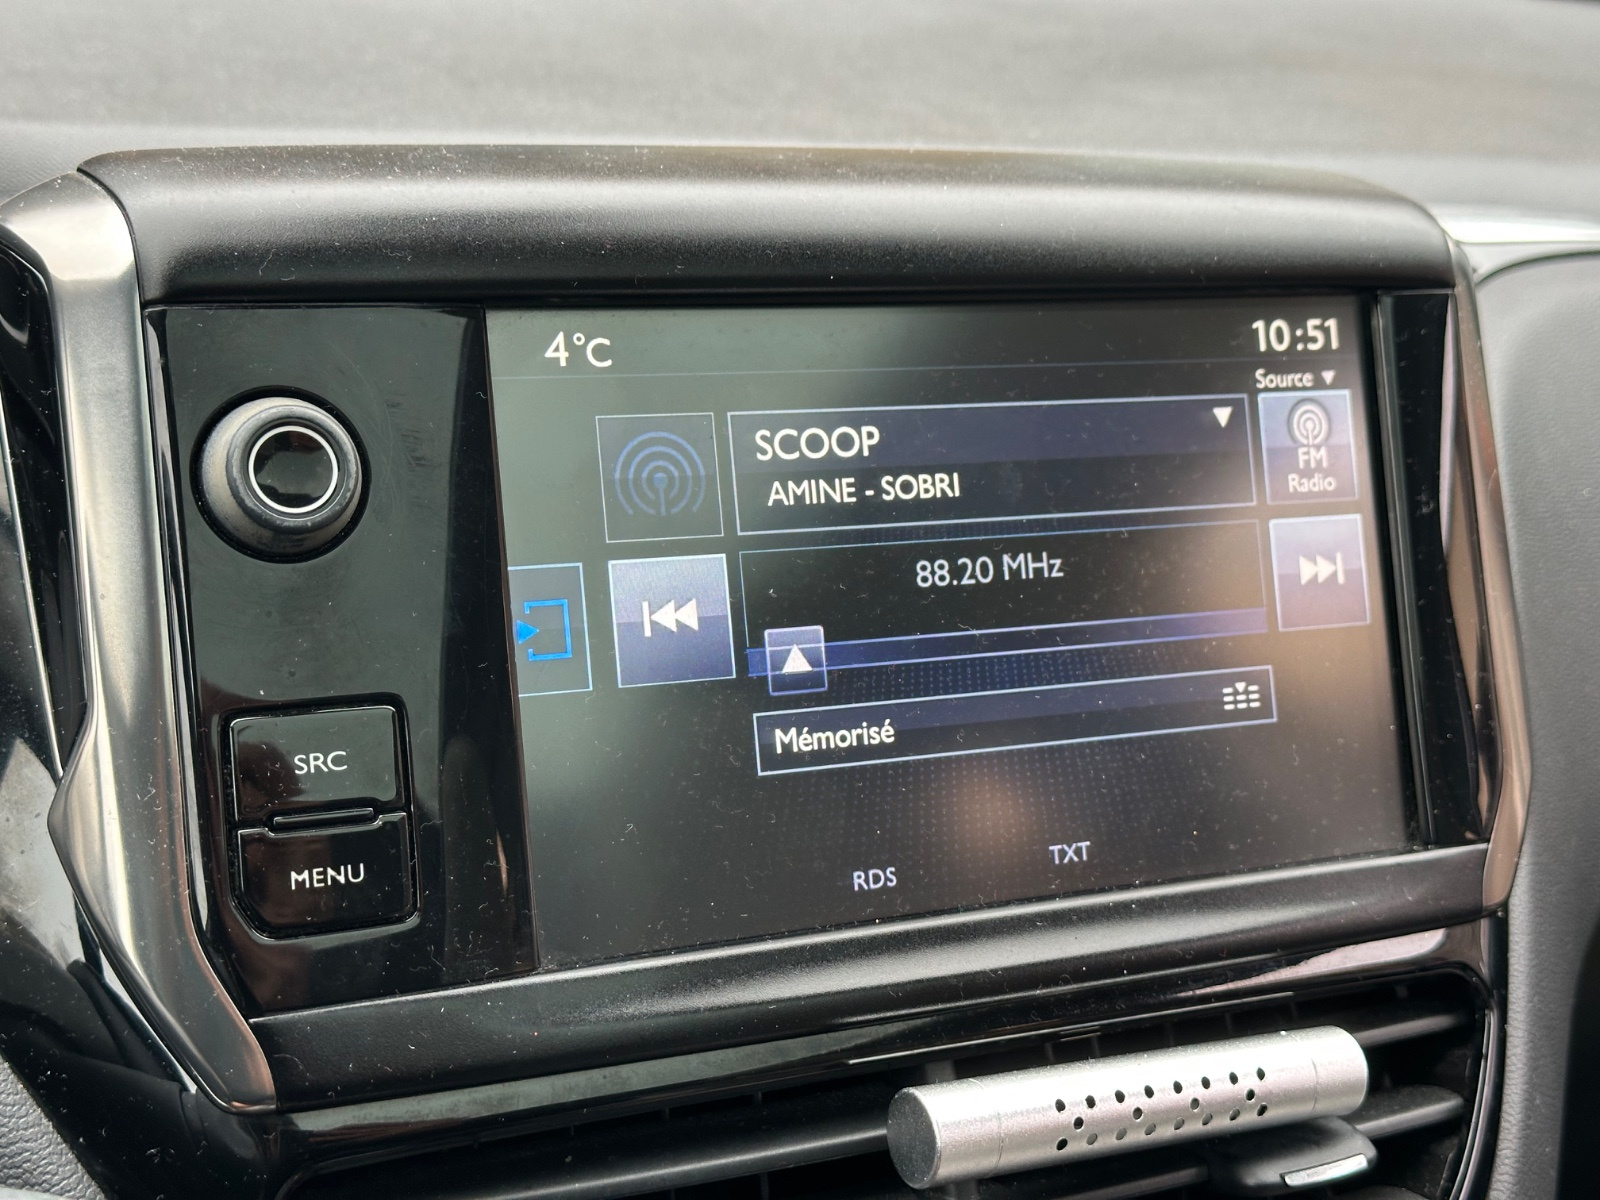 4°C
10:51
Source
SCOOP
AMINE - SOBRI
FM
Radio
88.20 MHz
Mémorisé
SRC
MENU
RDS
TXT